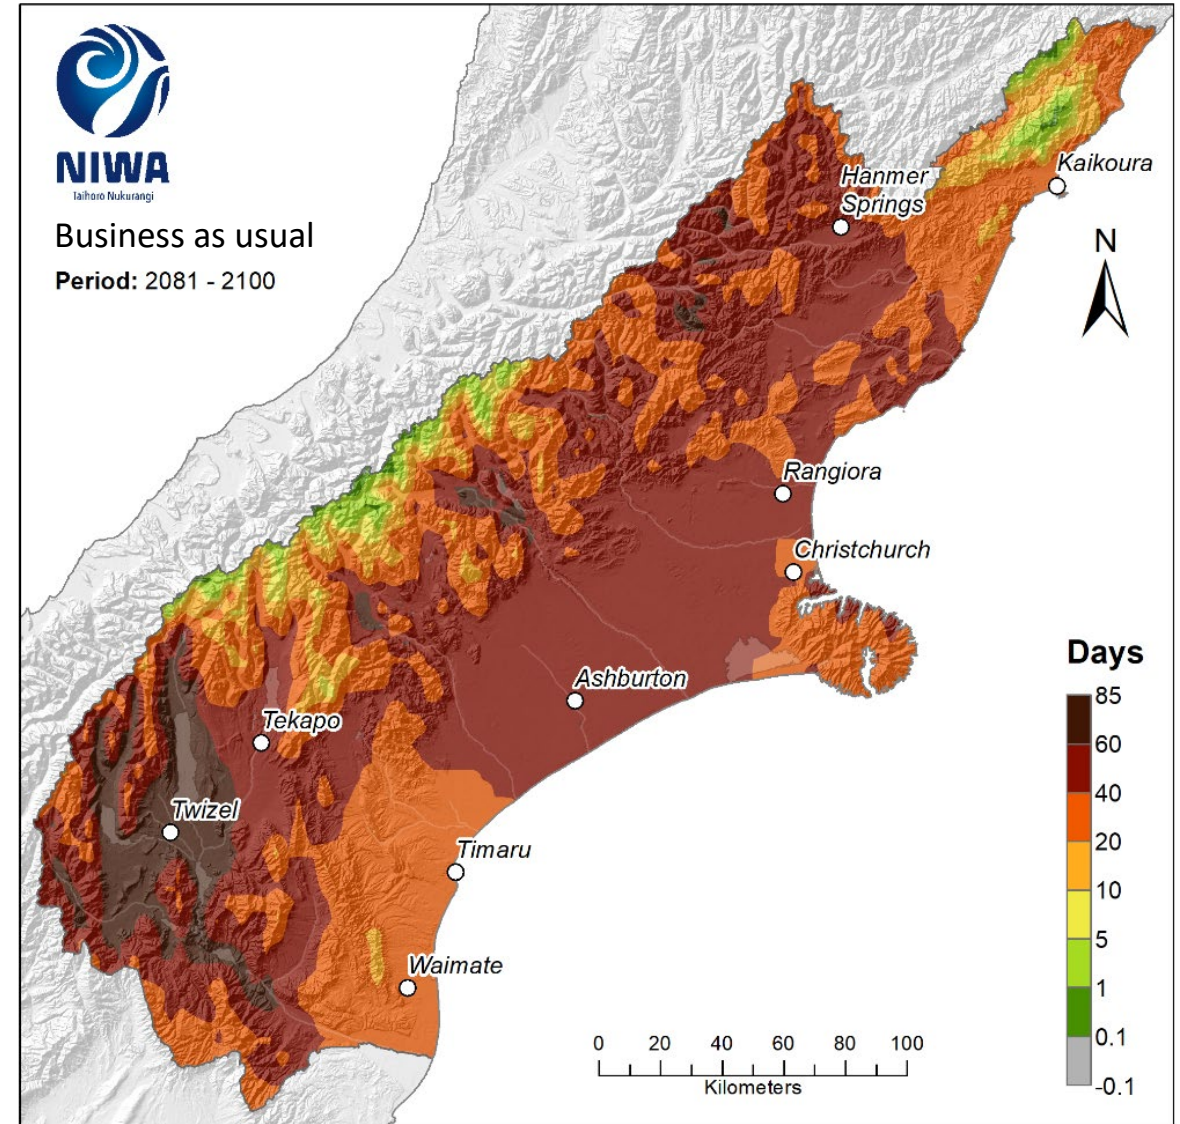 NIWA
Taihoro Nukurangi
Business as usual
Period: 2081 - 2100
Hanmer
Springs
Kaikoura
N
Rangiora
Christchurch
Ashburton
Tekapo
Twizel
Timaru
Waimate
Days
85
60
40
20
10
5
1
0.1
-0.1
0 20 40 60 80 100
Kilometers